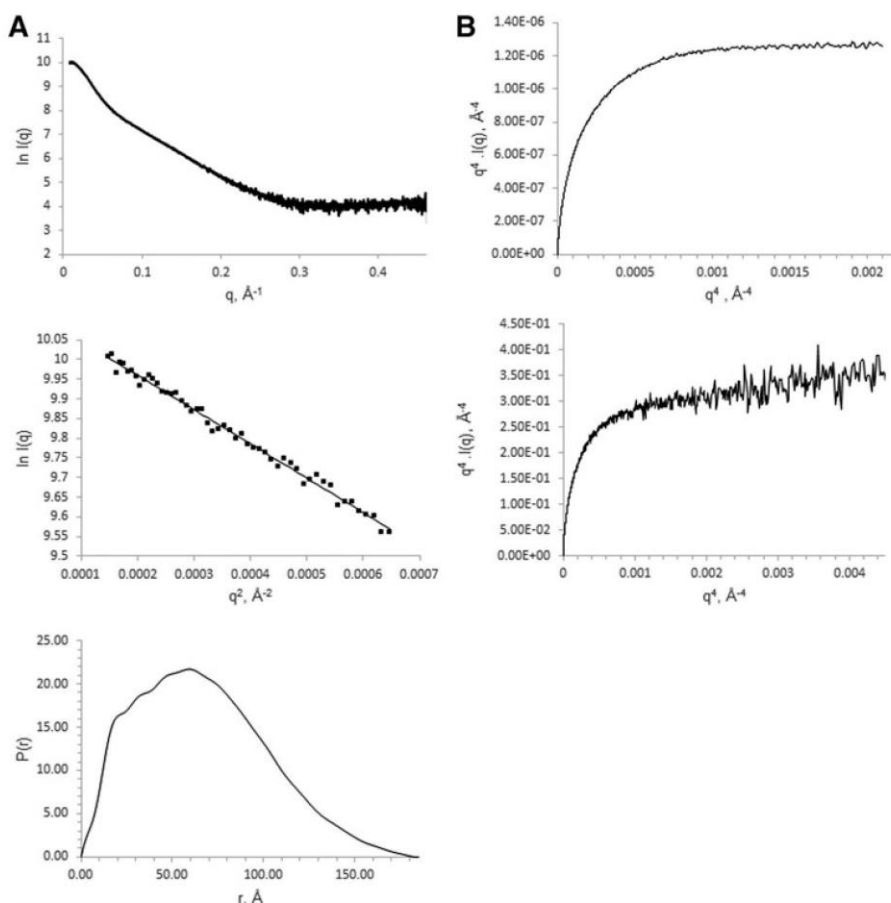 A
11
10
9
8
7
6
5
4
3
2
ln I(q)
0 0.1 0.2 0.3 0.4
q, Å-1
10.05
10
9.95
9.9
9.85
9.8
9.75
9.7
9.65
9.6
9.55
9.5
ln I(q)
0.0001 0.0002 0.0003 0.0004 0.0005 0.0006 0.0007
q2, Å-2
25.00
20.00
15.00
10.00
5.00
0.00
P(r)
0.00 50.00 100.00 150.00
r, Å
B
1.40E-06
1.20E-06
1.00E-06
8.00E-07
6.00E-07
4.00E-07
2.00E-07
0.00E+00
q4 .I(q), Å-4
0 0.0005 0.001 0.0015 0.002
q4, Å-4
4.50E-01
4.00E-01
3.50E-01
3.00E-01
2.50E-01
2.00E-01
1.50E-01
1.00E-01
5.00E-02
0.00E+00
q4 .I(q), Å-4
0 0.001 0.002 0.003 0.004
q4, Å-4